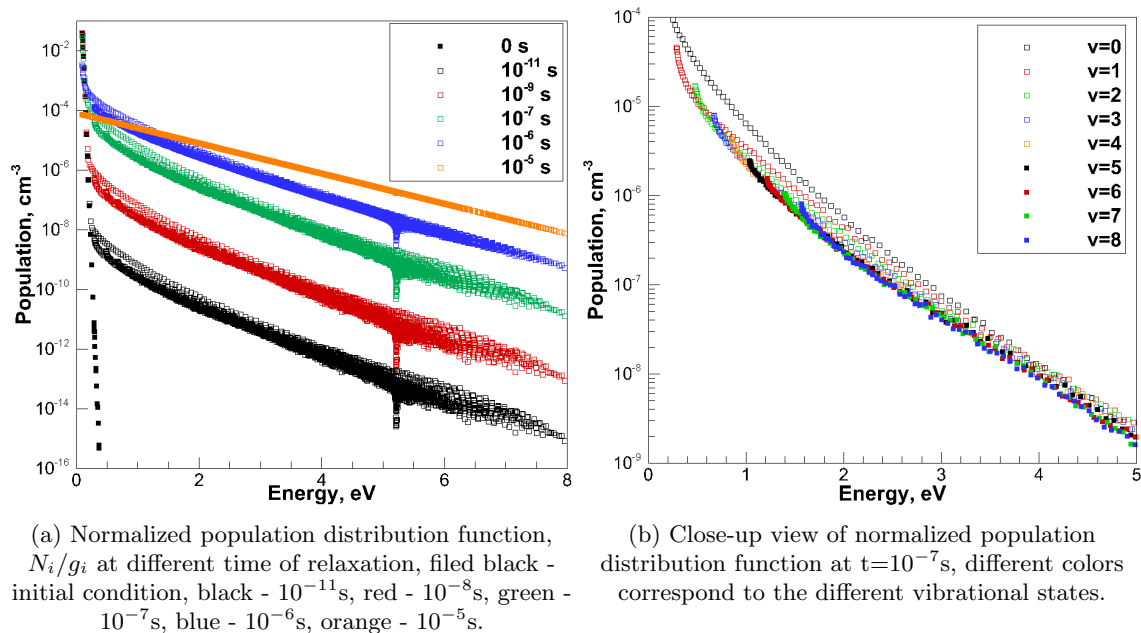 10^-2
10^-4
10^-6
10^-8
10^-10
10^-12
10^-14
10^-16
Population, cm^-3
0 2 4 6 8
Energy, eV
0 s
10^-11 s
10^-9 s
10^-7 s
10^-6 s
10^-5 s
10^-4
10^-5
10^-6
10^-7
10^-8
10^-9
Population, cm^-3
0 1 2 3 4 5
Energy, eV
v=0
v=1
v=2
v=3
v=4
v=5
v=6
v=7
v=8
(a) Normalized population distribution function,
N_i/g_i at different time of relaxation, filed black -
initial condition, black - 10^-11s, red - 10^-8s, green -
10^-7s, blue - 10^-6s, orange - 10^-5s.
(b) Close-up view of normalized population
distribution function at t=10^-7s, different colors
correspond to the different vibrational states.